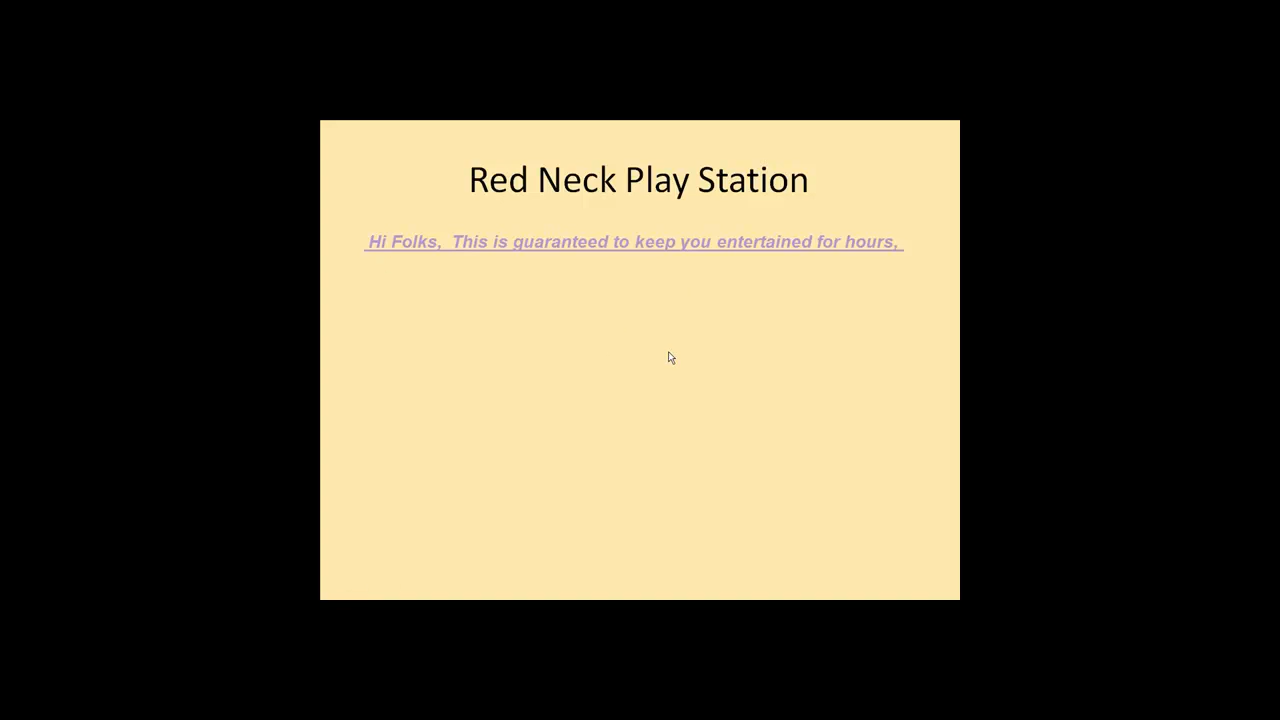 Red Neck Play Station
Hi Folks,  This is guaranteed to keep you entertained for hours,